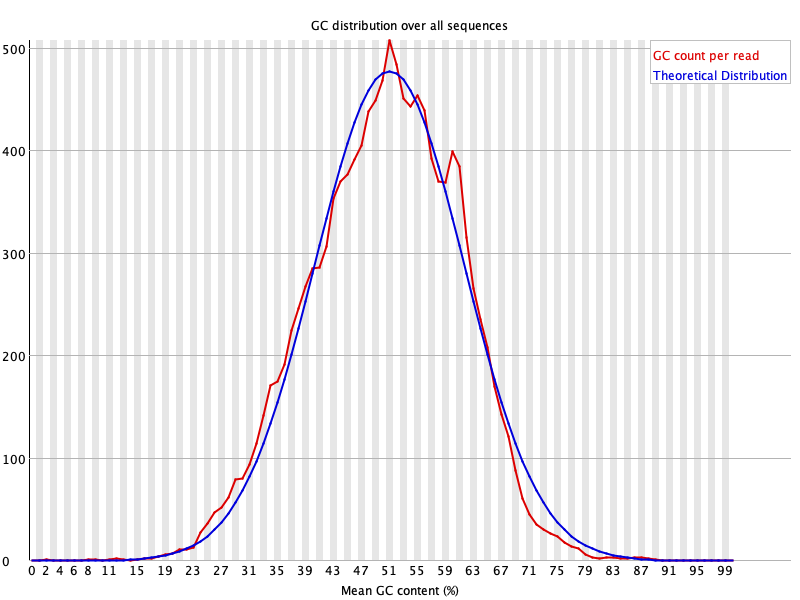 GC distribution over all sequences
GC count per read
Theoretical Distribution
500
400
300
200
100
0
0 2 4 6 8 11 15 19 23 27 31 35 39 43 47 51 55 59 63 67 71 75 79 83 87 91 95 99
Mean GC content (%)